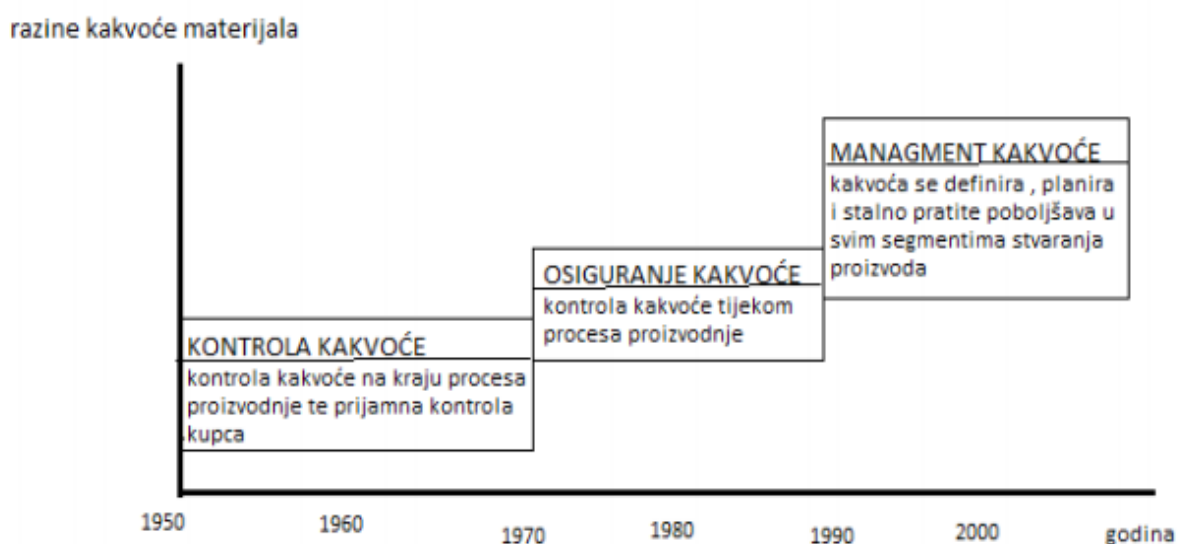 razine kakvoće materijala
MANAGMENT KAKVOĆE
kakvoća se definira , planira
i stalno pratite poboljšava u
svim segmentima stvaranja
proizvoda
OSIGURANJE KAKVOĆE
kontrola kakvoće tijekom
procesa proizvodnje
KONTROLA KAKVOĆE
kontrola kakvoće na kraju procesa
proizvodnje te prijamna kontrola
kupca
1950 1960 1970 1980 1990 2000 godina